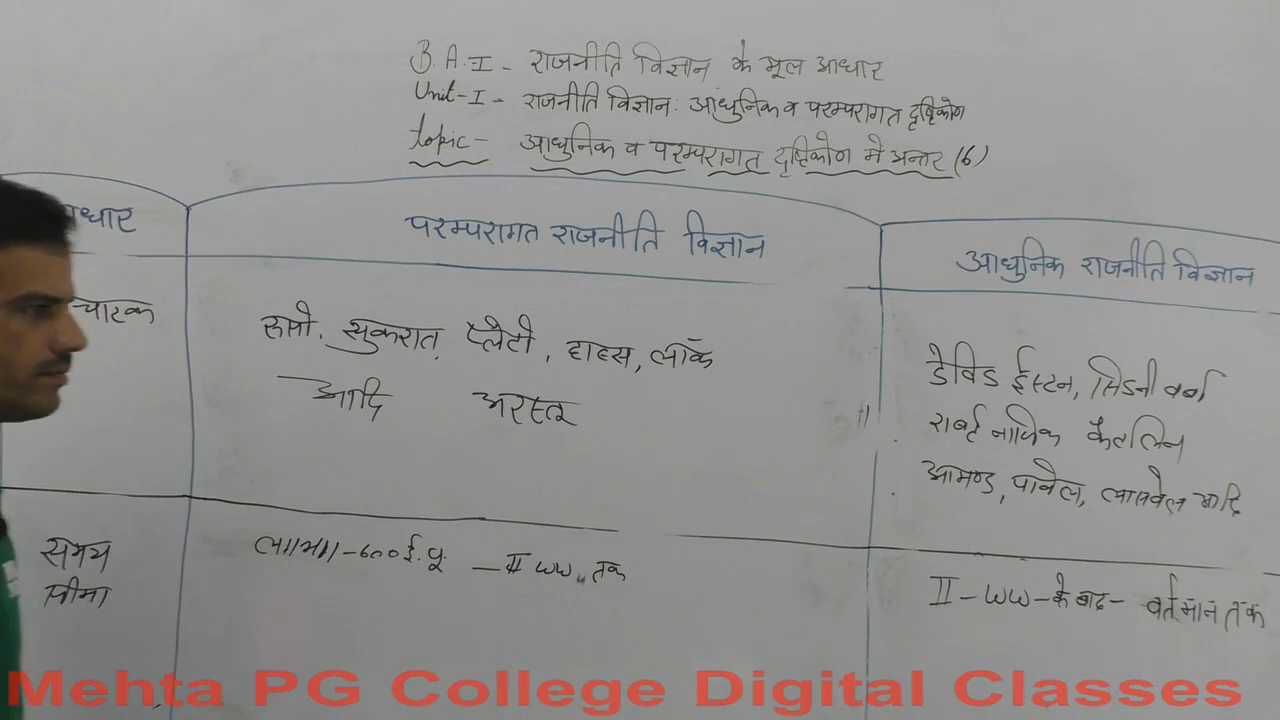 B.A.I - राजनीति विज्ञान के मूल आधार
Unit-I - राजनीति विज्ञान: आधुनिक व परम्परागत दृष्टिकोण
topic - आधुनिक व परम्परागत दृष्टिकोण मे अन्तर (6)
परम्परागत राजनीति विज्ञान
आधुनिक राजनीति विज्ञान
रूसो, सुकरात, प्लेटो, हाब्स, लॉक
आदि अरस्तू
डेविड ईस्टन, सिडनी वर्बा
कैटलिन
आमण्ड, पावेल, लासवेल आदि
समय
सीमा
लगभग-600ई.पू. - II ww. तक
II - ww - के बाद - वर्तमान तक
Mehta PG College Digital Classes